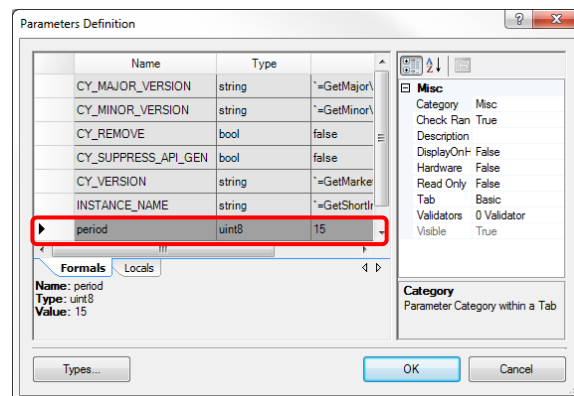 Parameters Definition
Name Type
CY_MAJOR_VERSION string `=GetMajor\
CY_MINOR_VERSION string `=GetMinor\
CY_REMOVE bool false
CY_SUPPRESS_API_GEN bool false
CY_VERSION string `=GetMarke
INSTANCE_NAME string `=GetShortIr
period uint8 15
Formals Locals
Name: period
Type: uint8
Value: 15
Misc
Category Misc
Check Ran True
Description
DisplayOnH False
Hardware False
Read Only False
Tab Basic
Validators 0 Validator
Visible True
Category
Parameter Category within a Tab
Types... OK Cancel